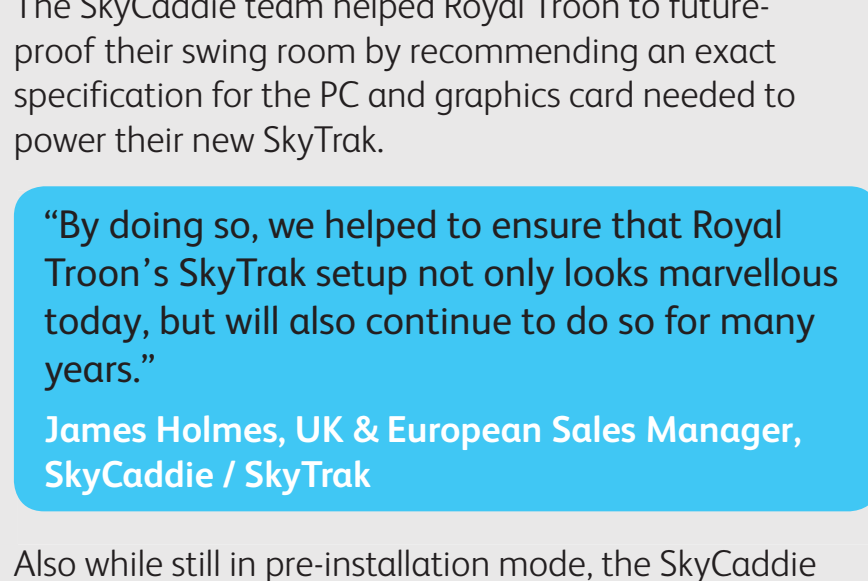 The SkyCaddie team helped Royal Troon to future-
proof their swing room by recommending an exact
specification for the PC and graphics card needed to
power their new SkyTrak.
“By doing so, we helped to ensure that Royal
Troon’s SkyTrak setup not only looks marvellous
today, but will also continue to do so for many
years.”
James Holmes, UK & European Sales Manager,
SkyCaddie / SkyTrak
Also while still in pre-installation mode, the SkyCaddie